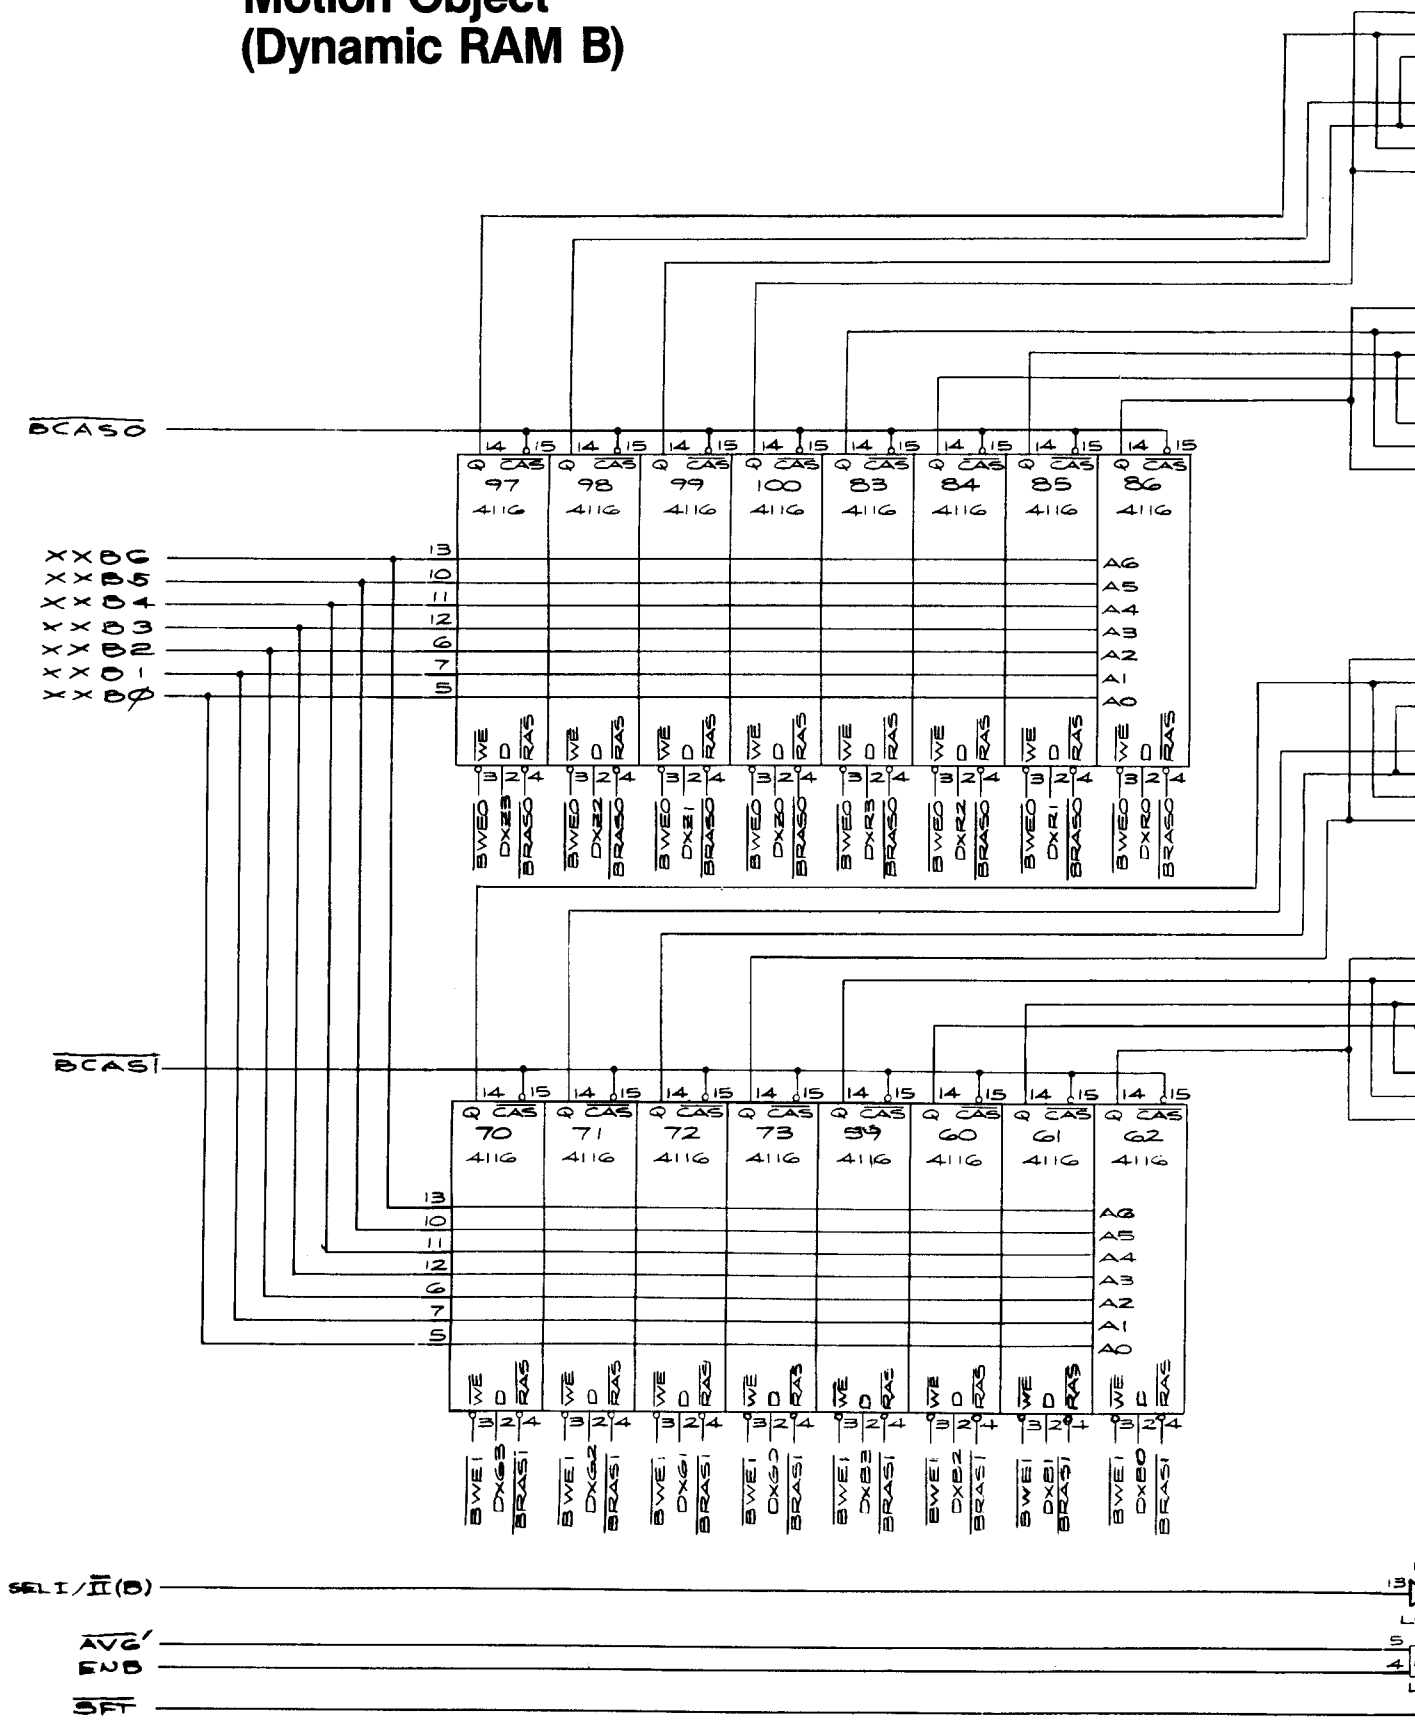 Motion Object
(Dynamic RAM B)
BCAS0
14 15 14 15 14 15 14 15 14 15 14 15 14 15 14 15
Q CAS Q CAS Q CAS Q CAS Q CAS Q CAS Q CAS Q CAS
97 98 99 100 83 84 85 86
4116 4116 4116 4116 4116 4116 4116 4116
XXB6 13 A6
XXB5 10 A5
XXB4 11 A4
XXB3 12 A3
XXB2 6 A2
XXB1 7 A1
XXBØ 5 A0
WE D RAS WE D RAS WE D RAS WE D RAS WE D RAS WE D RAS WE D RAS WE D RAS
3 2 4 3 2 4 3 2 4 3 2 4 3 2 4 3 2 4 3 2 4 3 2 4
BWE0 DXZ3 BRAS0 BWE0 DXZ2 BRAS0 BWE0 DXZ1 BRAS0 BWE0 DXZ0 BRAS0 BWE0 DXR3 BRAS0 BWE0 DXR2 BRAS0 BWE0 DXR1 BRAS0 BWE0 DXR0 BRAS0
BCAS1
14 15 14 15 14 15 14 15 14 15 14 15 14 15 14 15
Q CAS Q CAS Q CAS Q CAS Q CAS Q CAS Q CAS Q CAS
70 71 72 73 59 60 61 62
4116 4116 4116 4116 4116 4116 4116 4116
13 A6
10 A5
11 A4
12 A3
6 A2
7 A1
5 A0
WE D RAS WE D RAS WE D RAS WE D RAS WE D RAS WE D RAS WE D RAS WE D RAS
3 2 4 3 2 4 3 2 4 3 2 4 3 2 4 3 2 4 3 2 4 3 2 4
BWE1 DXG3 BRAS1 BWE1 DXG2 BRAS1 BWE1 DXG1 BRAS1 BWE1 DXG0 BRAS1 BWE1 DXB3 BRAS1 BWE1 DXB2 BRAS1 BWE1 DXB1 BRAS1 BWE1 DXB0 BRAS1
SEL I/II(B) 13
AVG' 5
ENB 4
SFT